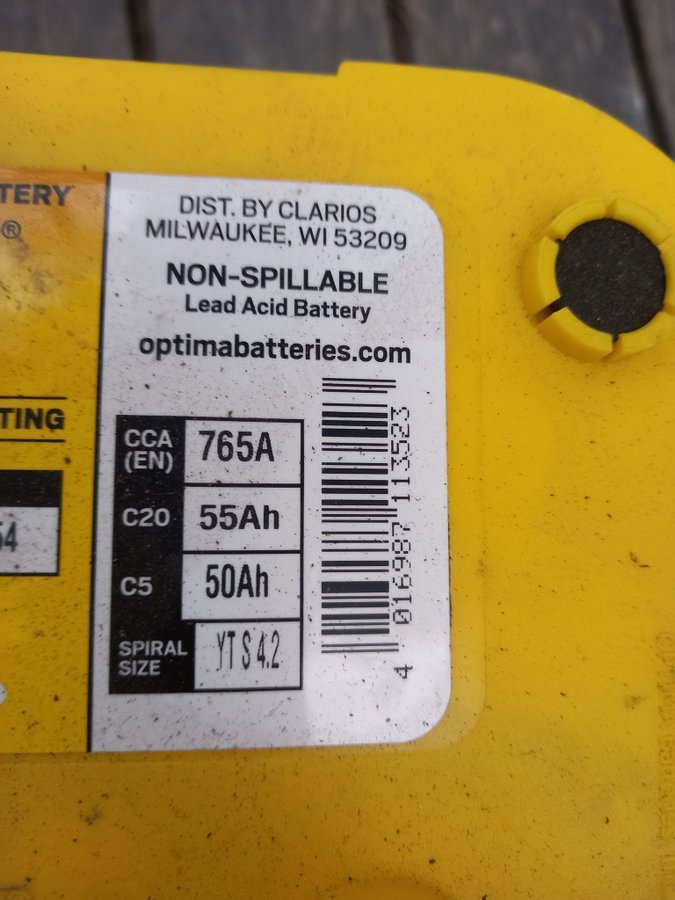 TERY
®
DIST. BY CLARIOS
MILWAUKEE, WI 53209
NON-SPILLABLE
Lead Acid Battery
optimabatteries.com
TING
54
CCA (EN) 765A
C20 55Ah
C5 50Ah
SPIRAL SIZE YT S 4.2
4 016987 113523